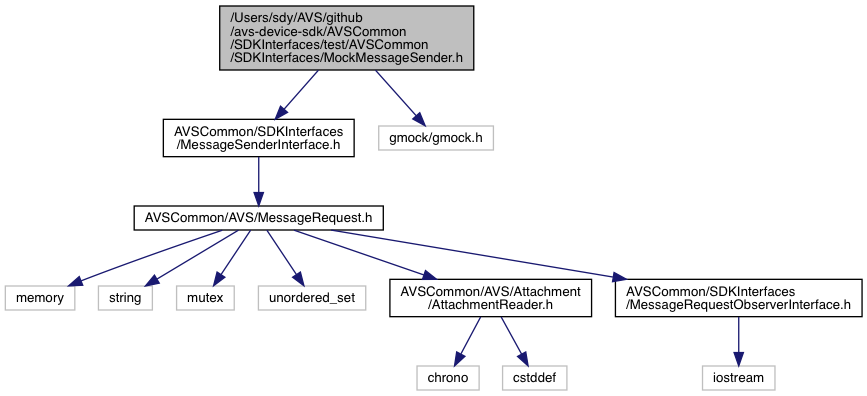 /Users/sdy/AVS/github
/avs-device-sdk/AVSCommon
/SDKInterfaces/test/AVSCommon
/SDKInterfaces/MockMessageSender.h
AVSCommon/SDKInterfaces
/MessageSenderInterface.h
gmock/gmock.h
AVSCommon/AVS/MessageRequest.h
memory
string
mutex
unordered_set
AVSCommon/AVS/Attachment
/AttachmentReader.h
AVSCommon/SDKInterfaces
/MessageRequestObserverInterface.h
chrono
cstddef
iostream